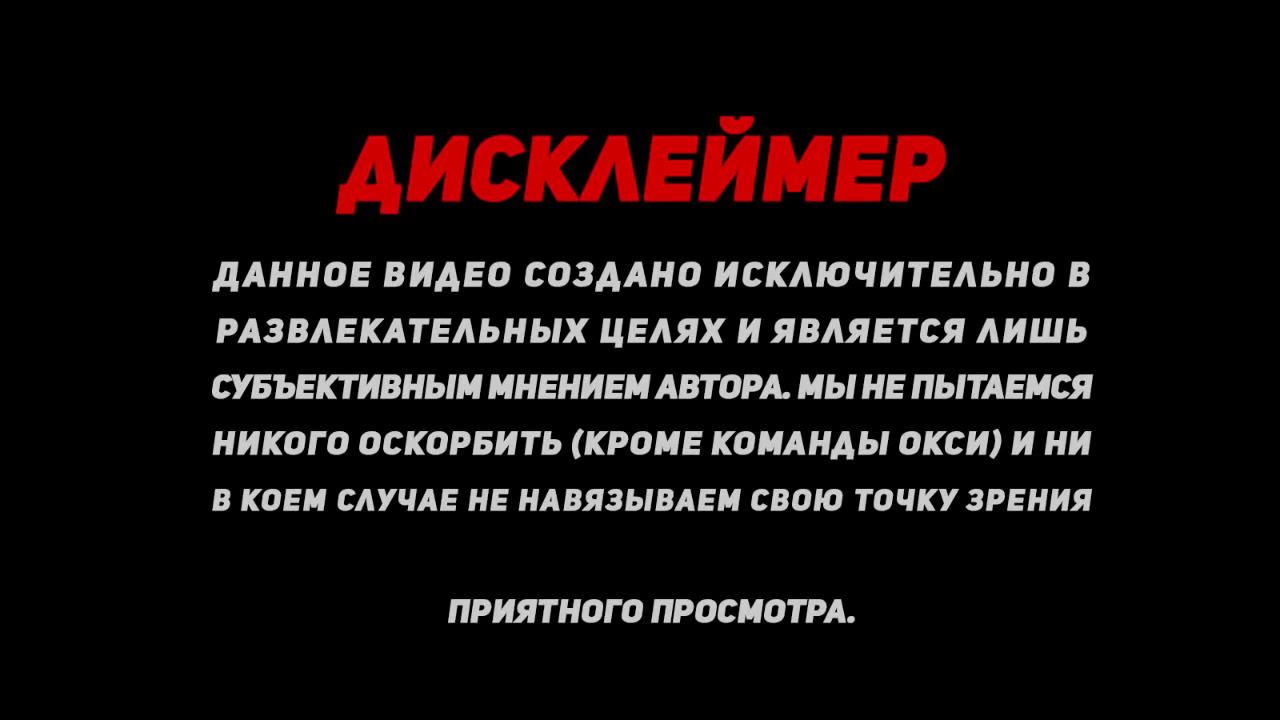 ДИСКЛЕЙМЕР
ДАННОЕ ВИДЕО СОЗДАНО ИСКЛЮЧИТЕЛЬНО В
РАЗВЛЕКАТЕЛЬНЫХ ЦЕЛЯХ И ЯВЛЯЕТСЯ ЛИШЬ
СУБЪЕКТИВНЫМ МНЕНИЕМ АВТОРА. МЫ НЕ ПЫТАЕМСЯ
НИКОГО ОСКОРБИТЬ (КРОМЕ КОМАНДЫ ОКСИ) И НИ
В КОЕМ СЛУЧАЕ НЕ НАВЯЗЫВАЕМ СВОЮ ТОЧКУ ЗРЕНИЯ
ПРИЯТНОГО ПРОСМОТРА.